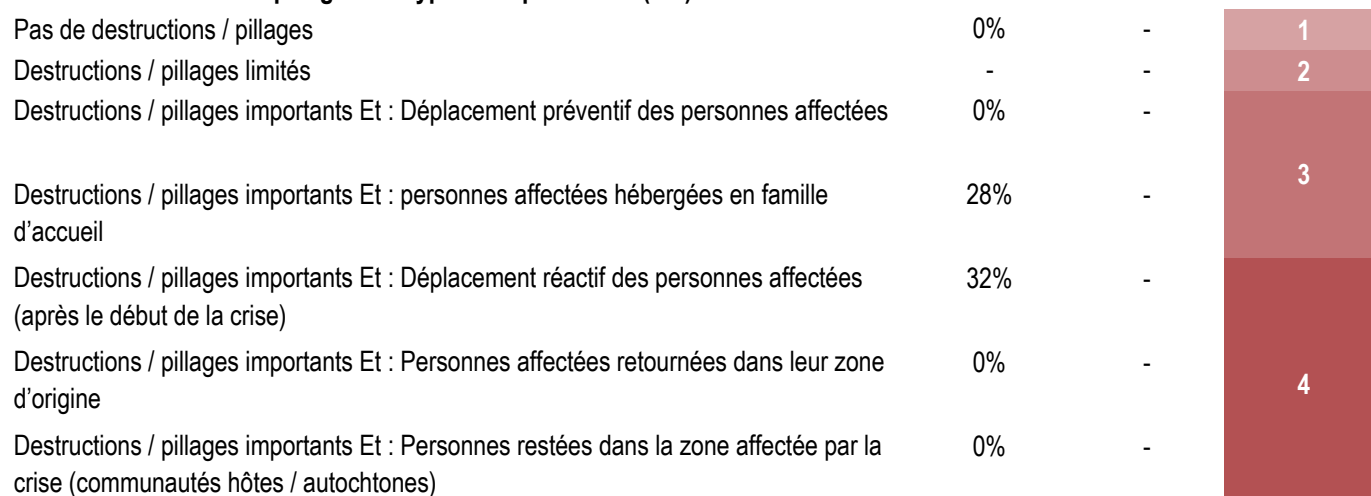 Pas de destructions / pillages 0% - 1
Destructions / pillages limités - - 2
Destructions / pillages importants Et : Déplacement préventif des personnes affectées 0% -
3
Destructions / pillages importants Et : personnes affectées hébergées en famille 28% -
d’accueil
Destructions / pillages importants Et : Déplacement réactif des personnes affectées 32% -
(après le début de la crise)
Destructions / pillages importants Et : Personnes affectées retournées dans leur zone 0% -
d’origine 4
Destructions / pillages importants Et : Personnes restées dans la zone affectée par la 0% -
crise (communautés hôtes / autochtones)